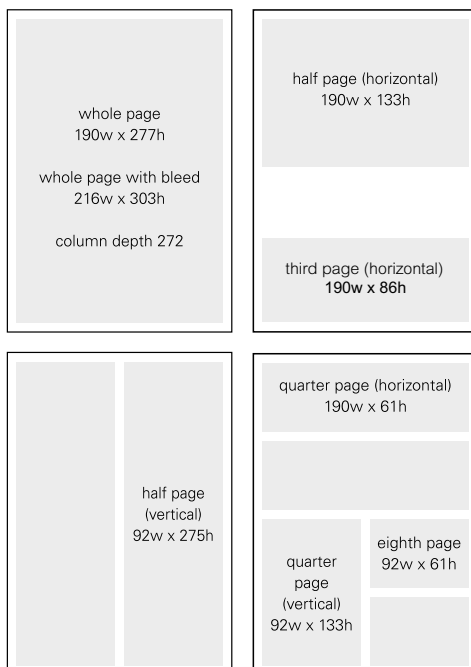 whole page
190w x 277h
whole page with bleed
216w x 303h
column depth 272
half page (horizontal)
190w x 133h
third page (horizontal)
190w x 86h
half page
(vertical)
92w x 275h
quarter page (horizontal)
190w x 61h
quarter
page
(vertical)
92w x 133h
eighth page
92w x 61h